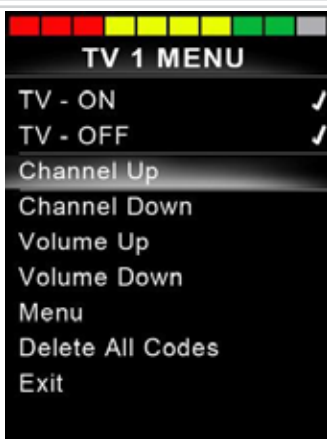 TV 1 MENU
TV - ON ✓
TV - OFF ✓
Channel Up
Channel Down
Volume Up
Volume Down
Menu
Delete All Codes
Exit